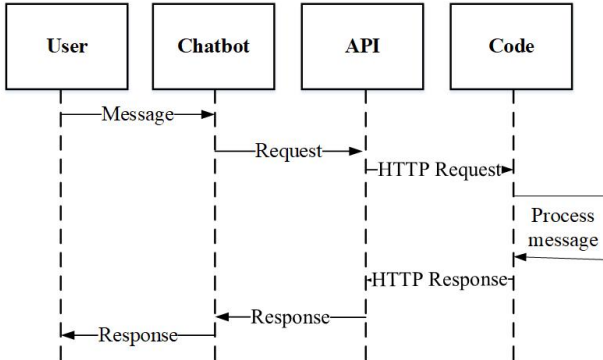 User
Chatbot
API
Code
Message
Request
HTTP Request
Process
message
HTTP Response
Response
Response